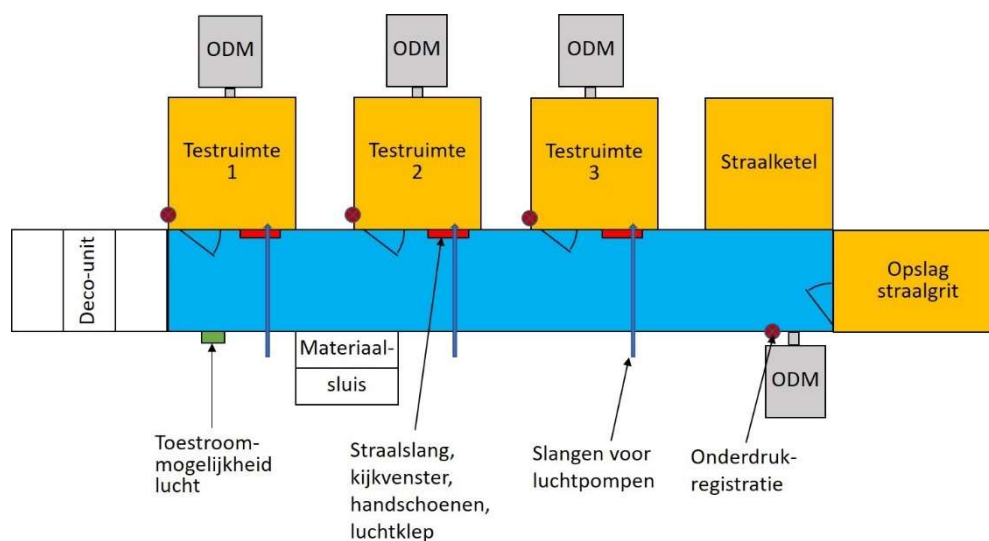 ODM
ODM
ODM
Testruimte
1
Testruimte
2
Testruimte
3
Straalketel
Deco-unit
Opslag
straalgrit
Materiaal-
sluis
ODM
Toestroom-
mogelijkheid
lucht
Straalslang,
kijkvenster,
handschoenen,
luchtklep
Slangen voor
luchtpompen
Onderdruk-
registratie